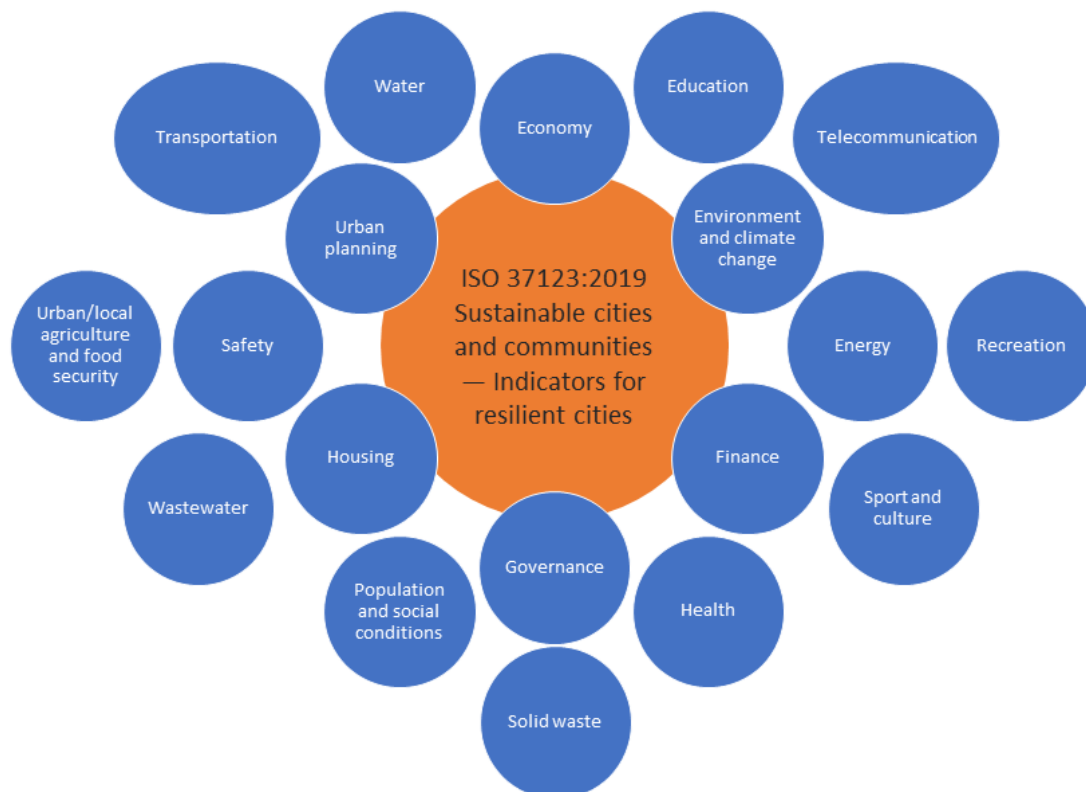 Water
Education
Economy
Transportation
Telecommunication
Urban
planning
Environment
and climate
change
ISO 37123:2019
Sustainable cities
and communities
— Indicators for
resilient cities
Urban/local
agriculture
and food
security
Safety
Energy
Recreation
Housing
Finance
Wastewater
Sport and
culture
Governance
Population
and social
conditions
Health
Solid waste